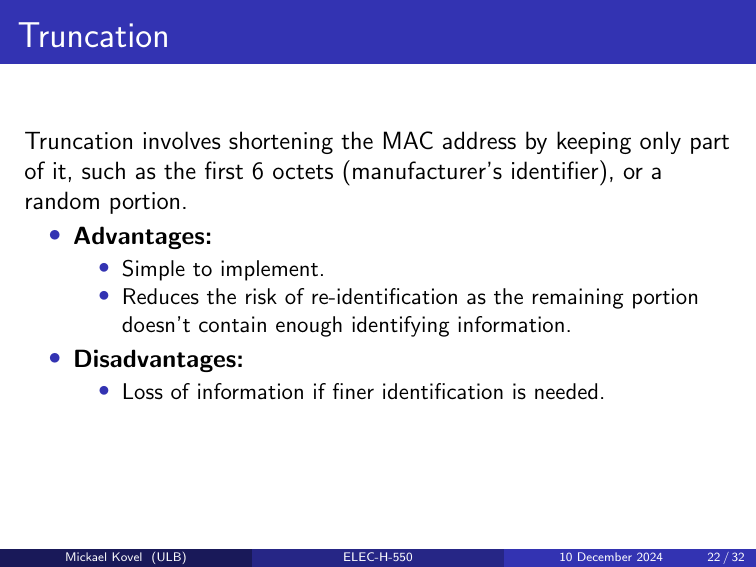 Truncation
Truncation involves shortening the MAC address by keeping only part
of it, such as the first 6 octets (manufacturer's identifier), or a
random portion.
• Advantages:
• Simple to implement.
• Reduces the risk of re-identification as the remaining portion
doesn't contain enough identifying information.
• Disadvantages:
• Loss of information if finer identification is needed.
Mickael Kovel (ULB) ELEC-H-550 10 December 2024 22 / 32